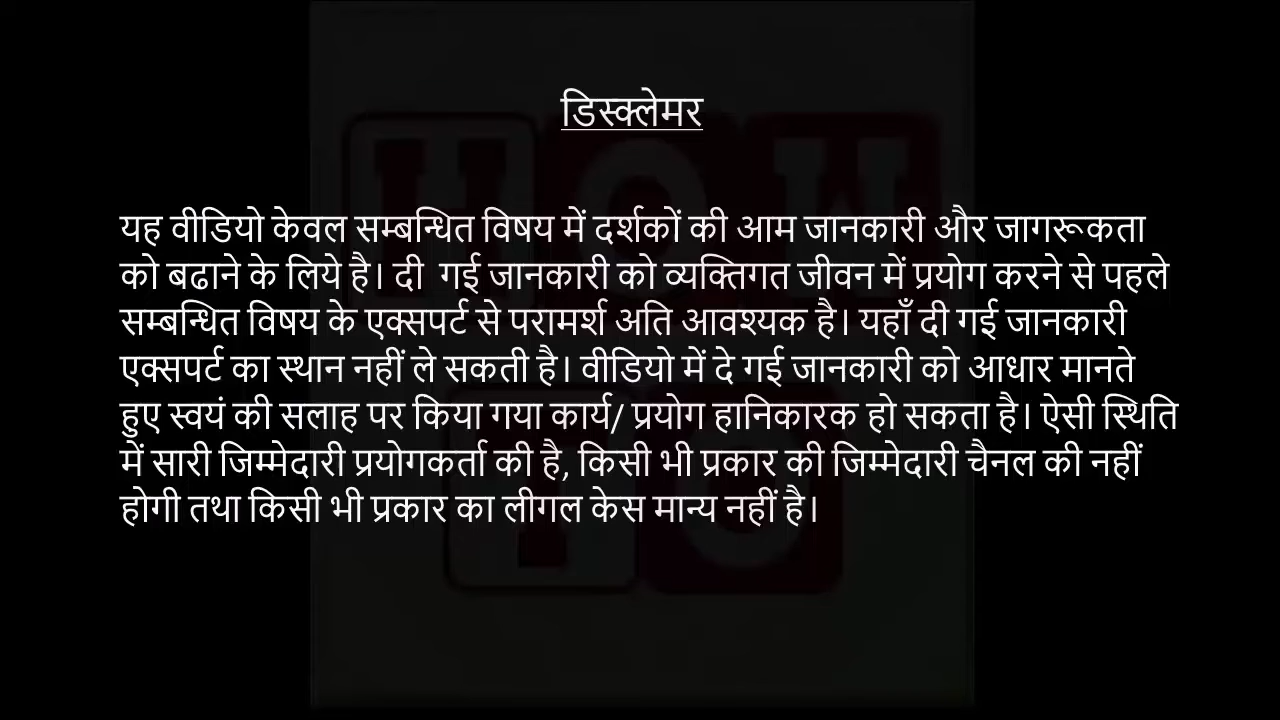 डिस्क्लेमर
यह वीडियो केवल सम्बन्धित विषय में दर्शकों की आम जानकारी और जागरूकता
को बढाने के लिये है। दी गई जानकारी को व्यक्तिगत जीवन में प्रयोग करने से पहले
सम्बन्धित विषय के एक्सपर्ट से परामर्श अति आवश्यक है। यहाँ दी गई जानकारी
एक्सपर्ट का स्थान नहीं ले सकती है। वीडियो में दे गई जानकारी को आधार मानते
हुए स्वयं की सलाह पर किया गया कार्य/ प्रयोग हानिकारक हो सकता है। ऐसी स्थिति
में सारी जिम्मेदारी प्रयोगकर्ता की है, किसी भी प्रकार की जिम्मेदारी चैनल की नहीं
होगी तथा किसी भी प्रकार का लीगल केस मान्य नहीं है।
HOW
TO